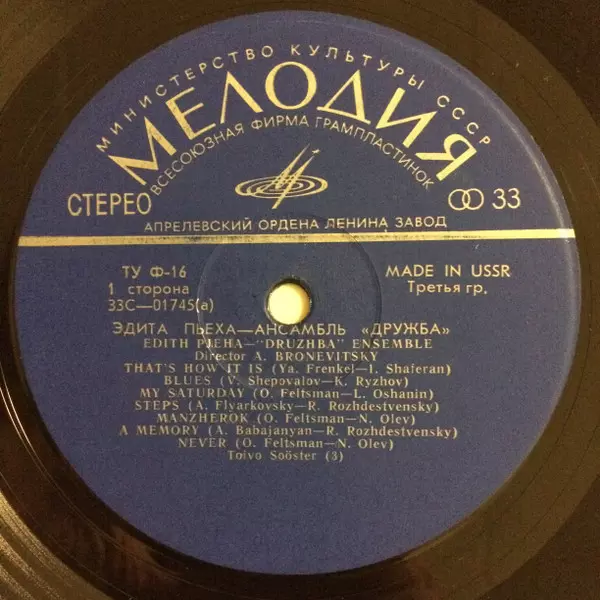 МИНИСТЕРСТВО КУЛЬТУРЫ СССР
МЕЛОДИЯ
ВСЕСОЮЗНАЯ ФИРМА ГРАМПЛАСТИНОК
СТЕРЕО
33
АПРЕЛЕВСКИЙ ОРДЕНА ЛЕНИНА ЗАВОД
ТУ Ф-16
MADE IN USSR
1 сторона
Третья гр.
33С—01745(а)
ЭДИТА ПЬЕХА—АНСАМБЛЬ «ДРУЖБА»
EDITH PIEHA—"DRUZHBA" ENSEMBLE
Director A. BRONEVITSKY
THAT'S HOW IT IS (Ya. Frenkel—I. Shaferan)
BLUES (V. Shepovalov—K. Ryzhov)
MY SATURDAY (O. Feltsman—L. Oshanin)
STEPS (A. Flyarkovsky—R. Rozhdestvensky)
MANZHEROK (O. Feltsman—N. Olev)
A MEMORY (A. Babajanyan—R. Rozhdestvensky)
NEVER (O. Feltsman—N. Olev)
Toivo Sööster (3)